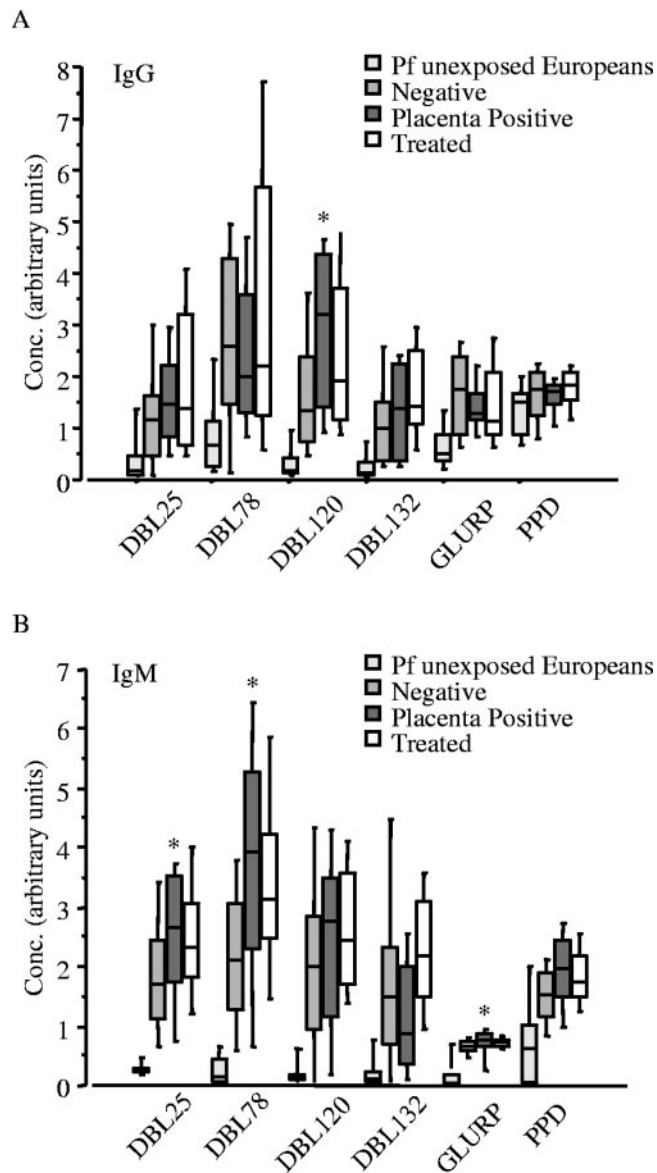 A
IgG
Pf unexposed Europeans
Negative
Placenta Positive
Treated
8
7
6
5
4
3
2
1
0
Conc. (arbitrary units)
*
DBL25 DBL78 DBL120 DBL132 GLURP PPD
B
IgM
Pf unexposed Europeans
Negative
Placenta Positive
Treated
7
6
5
4
3
2
1
0
Conc. (arbitrary units)
*
*
*
DBL25 DBL78 DBL120 DBL132 GLURP PPD